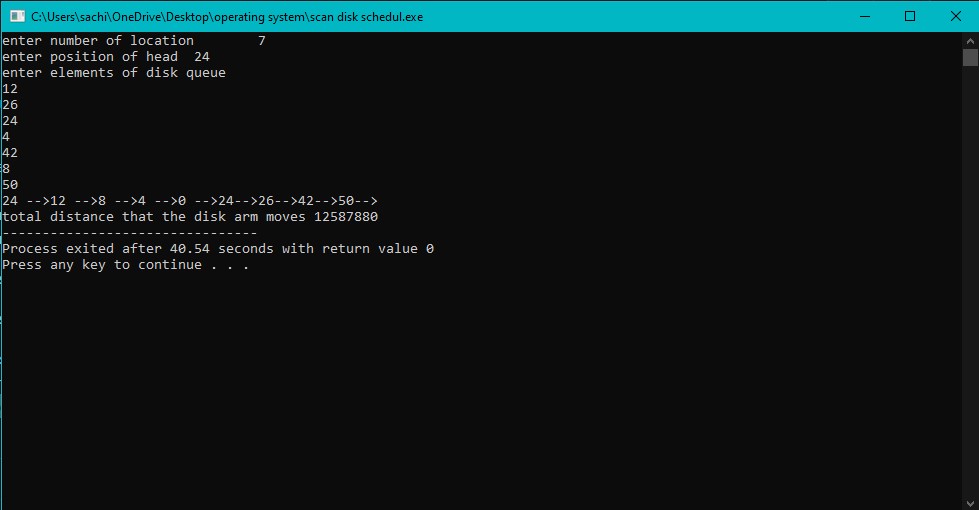 C:\Users\sachi\OneDrive\Desktop\operating system\scan disk schedul.exe
enter number of location        7
enter position of head  24
enter elements of disk queue
12
26
24
4
42
8
50
24 -->12 -->8 -->4 -->0 -->24-->26-->42-->50-->
total distance that the disk arm moves 12587880
--------------------------------
Process exited after 40.54 seconds with return value 0
Press any key to continue . . .